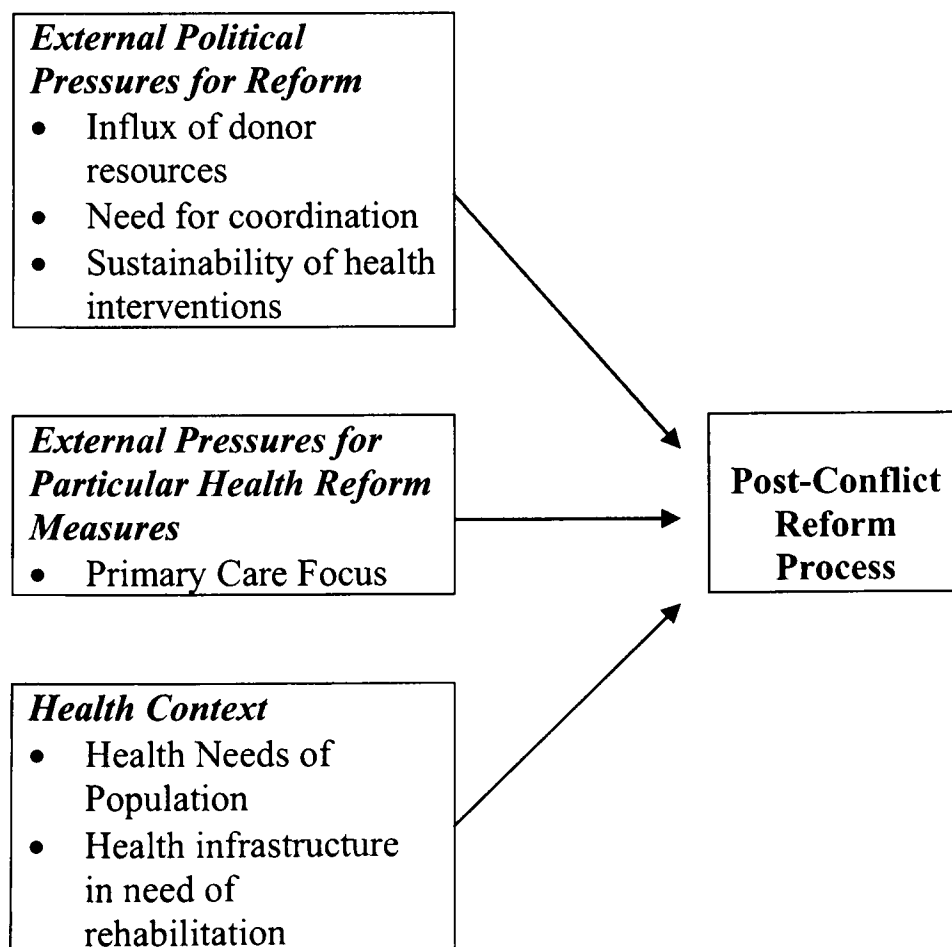 External Political
Pressures for Reform
• Influx of donor
resources
• Need for coordination
• Sustainability of health
interventions
External Pressures for
Particular Health Reform
Measures
• Primary Care Focus
Health Context
• Health Needs of
Population
• Health infrastructure
in need of
rehabilitation
Post-Conflict
Reform
Process